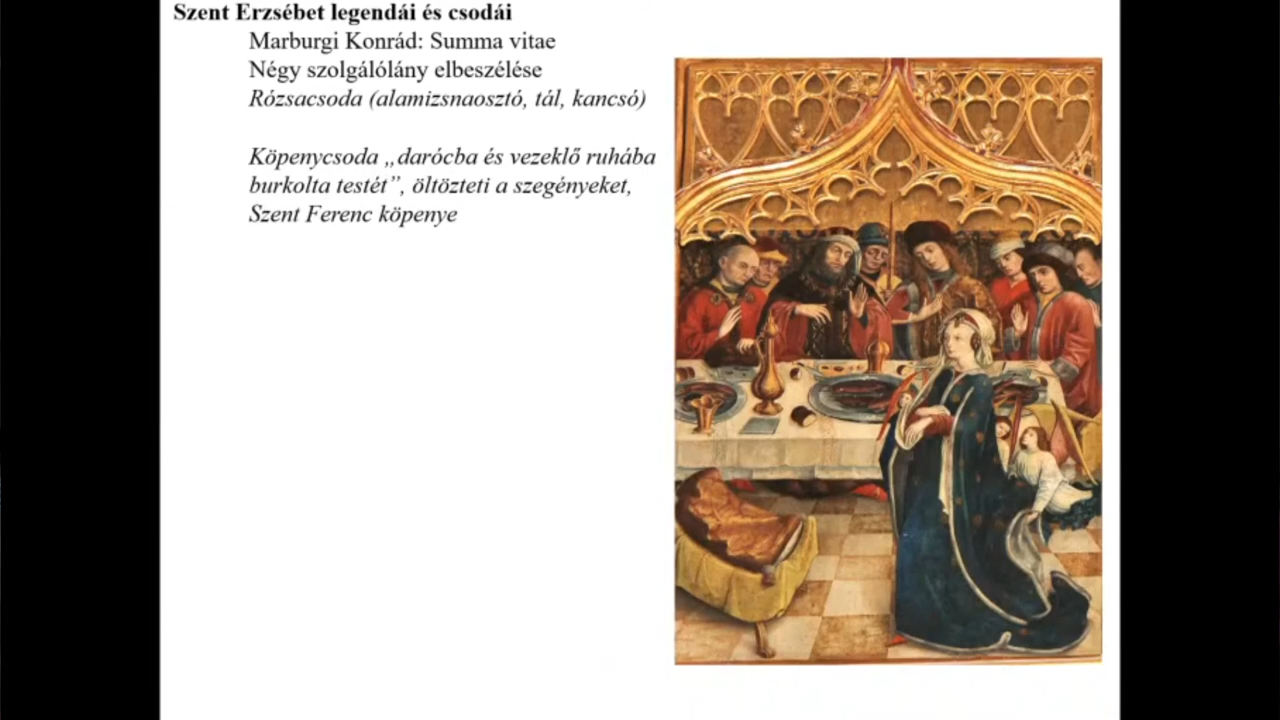 Szent Erzsébet legendái és csodái
Marburgi Konrád: Summa vitae
Négy szolgálólány elbeszélése
Rózsacsoda (alamizsnaosztó, tál, kancsó)
Köpenycsoda „darócba és vezeklő ruhába
burkolta testét”, öltözteti a szegényeket,
Szent Ferenc köpenye